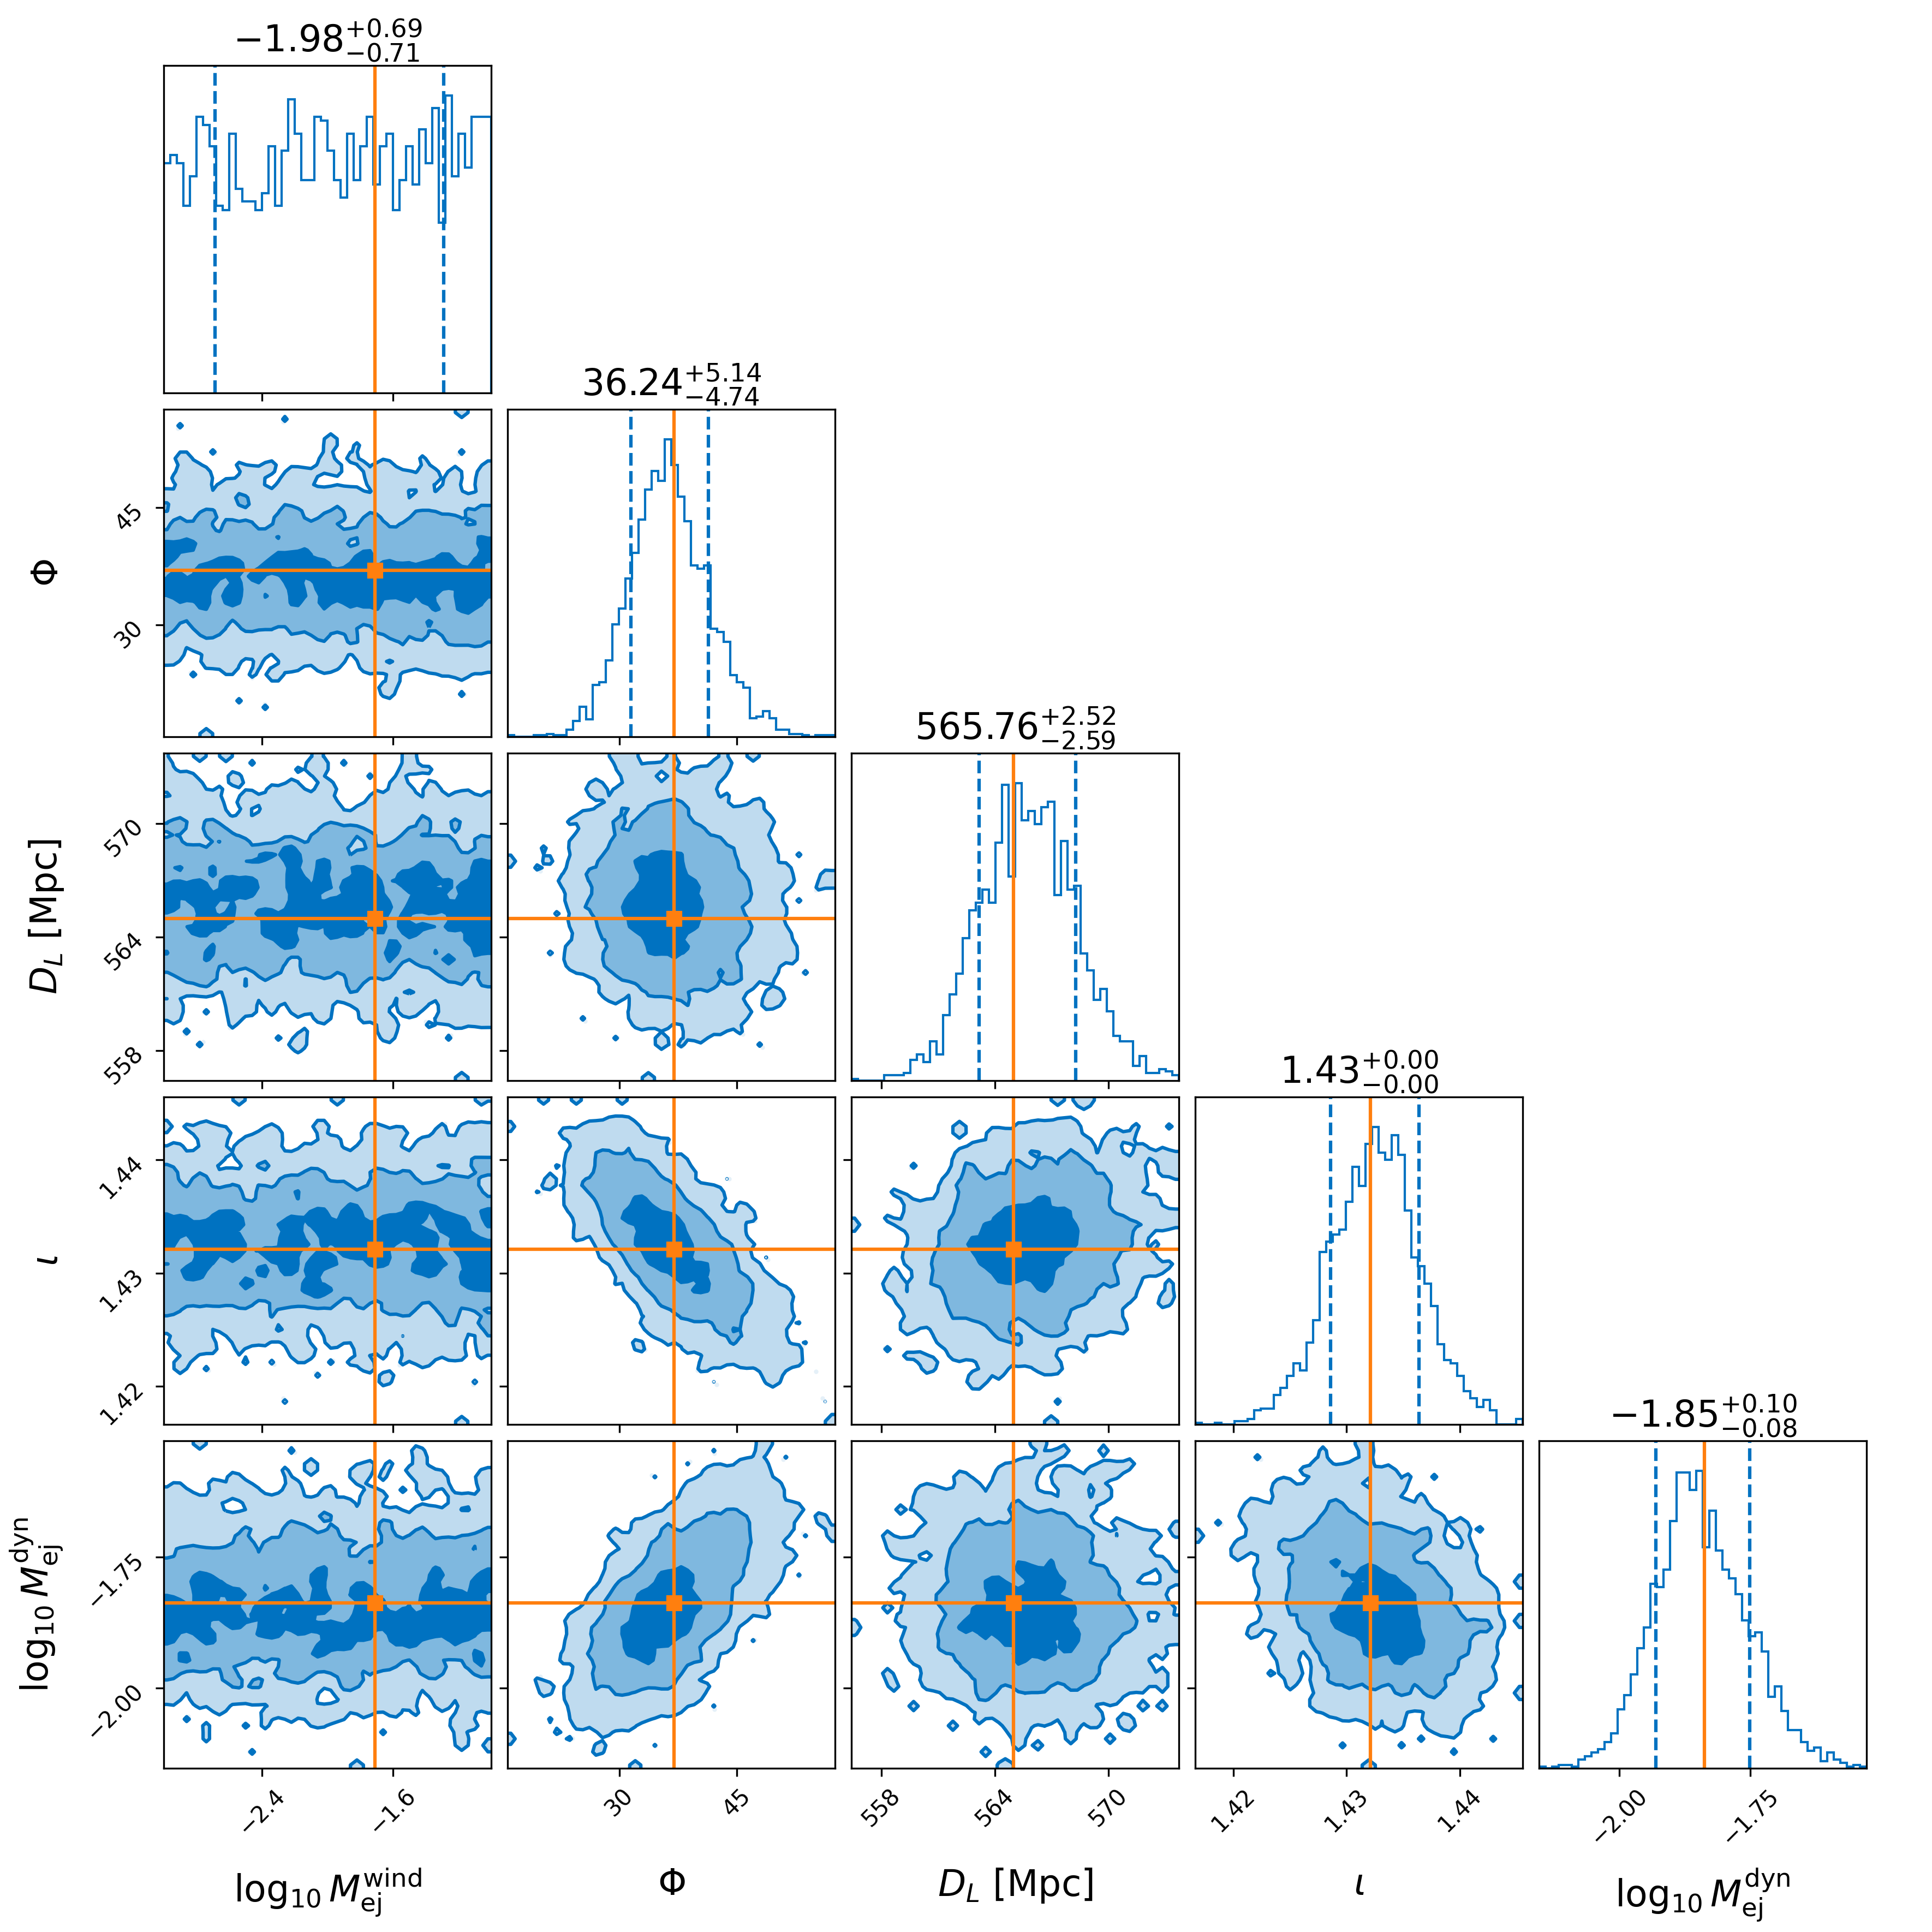 −1.98+0.69−0.71
36.24+5.14−4.74
45
30
Φ
565.76+2.52−2.59
570
564
558
D_L [Mpc]
1.43+0.00−0.00
1.44
1.43
1.42
ι
−1.85+0.10−0.08
−1.75
−2.00
log₁₀ M_ej^dyn
−2.4 −1.6 30 45 558 564 570 1.42 1.43 1.44 −2.00 −1.75
log₁₀ M_ej^wind Φ D_L [Mpc] ι log₁₀ M_ej^dyn